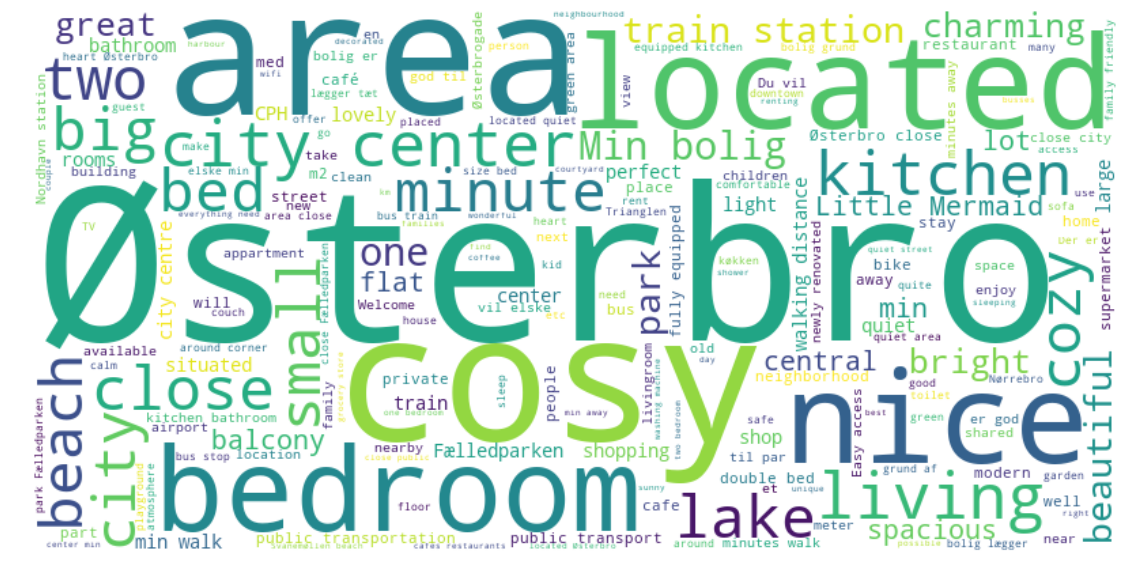 great
bathroom
heart Østerbro
harbour
decorated
en
neighbourhood
person
Østerbrogade
area
green area
train station
equipped kitchen
bolig grund
charming
restaurant
many
family friendly
two
med
wifi
bolig er
café
lægger tæt
god til
view
located
Du vil
downtown
renting
minutes away
busses
Nordhavn station
couple
guest
CPH
offer
lovely
placed
located quiet
big
city center
go
make
Min bolig
Østerbro close
lot
close city
access
rooms
building
bed
elske min
m2
take
clean
minute
size bed
courtyard
perfect
place
children
comfortable
kitchen
Little Mermaid
sofa
use
large
street
new
area close
everything need
bus train
km
wonderful
families
heart
rent
Trianglen
light
walking distance
stay
home
Der er
Østerbro
TV
city centre
appartment
will
couch
small
close Fælledparken
one
flat
Welcome
house
find
coffee
next
kid
center
vil elske
etc
need
bus
park
fully equipped
køkken
shower
newly renovated
quiet street
bike
away
quite
min
quiet
quiet area
space
enjoy
sleeping
cozy
supermarket
available
around corner
calm
situated
beach
close
family
grocery store
cosy
private
train
one bedroom
sleep
people
min away
livingroom
washing machine
old
day
two bedroom
central
neighborhood
bright
good
toilet
best
Nørrebro
green
nice
beautiful
park Fælledparken
city
kitchen bathroom
airport
balcony
bus stop
location
playground
atmosphere
nearby
close public
Fælledparken
shopping
safe
shop
til par
Easy access
er god
shared
grund af
modern
garden
bedroom
floor
sunny
cafe
lake
double bed
et
unique
meter
living
well
right
part
center min
min walk
public transportation
svanemøllen beach
cafes restaurants
public transport
located Østerbro
around
minutes walk
spacious
possible
bolig lægger
near